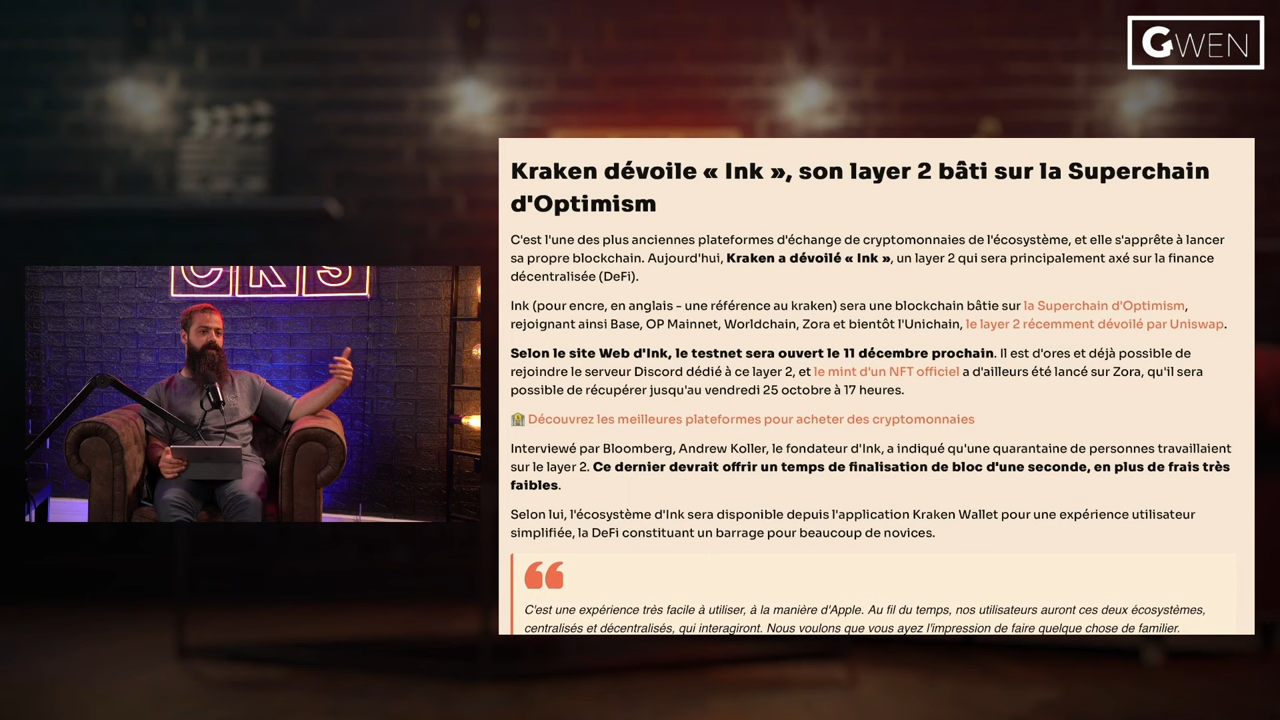 GWEN
CKS
Kraken dévoile « Ink », son layer 2 bâti sur la Superchain
d'Optimism
C'est l'une des plus anciennes plateformes d'échange de cryptomonnaies de l'écosystème, et elle s'apprête à lancer
sa propre blockchain. Aujourd'hui, Kraken a dévoilé « Ink », un layer 2 qui sera principalement axé sur la finance
décentralisée (DeFi).
Ink (pour encre, en anglais - une référence au kraken) sera une blockchain bâtie sur la Superchain d'Optimism,
rejoignant ainsi Base, OP Mainnet, Worldchain, Zora et bientôt l'Unichain, le layer 2 récemment dévoilé par Uniswap.
Selon le site Web d'Ink, le testnet sera ouvert le 11 décembre prochain. Il est d'ores et déjà possible de
rejoindre le serveur Discord dédié à ce layer 2, et le mint d'un NFT officiel a d'ailleurs été lancé sur Zora, qu'il sera
possible de récupérer jusqu'au vendredi 25 octobre à 17 heures.
Découvrez les meilleures plateformes pour acheter des cryptomonnaies
Interviewé par Bloomberg, Andrew Koller, le fondateur d'Ink, a indiqué qu'une quarantaine de personnes travaillaient
sur le layer 2. Ce dernier devrait offrir un temps de finalisation de bloc d'une seconde, en plus de frais très
faibles.
Selon lui, l'écosystème d'Ink sera disponible depuis l'application Kraken Wallet pour une expérience utilisateur
simplifiée, la DeFi constituant un barrage pour beaucoup de novices.
C'est une expérience très facile à utiliser, à la manière d'Apple. Au fil du temps, nos utilisateurs auront ces deux écosystèmes,
centralisés et décentralisés, qui interagiront. Nous voulons que vous ayez l'impression de faire quelque chose de familier.